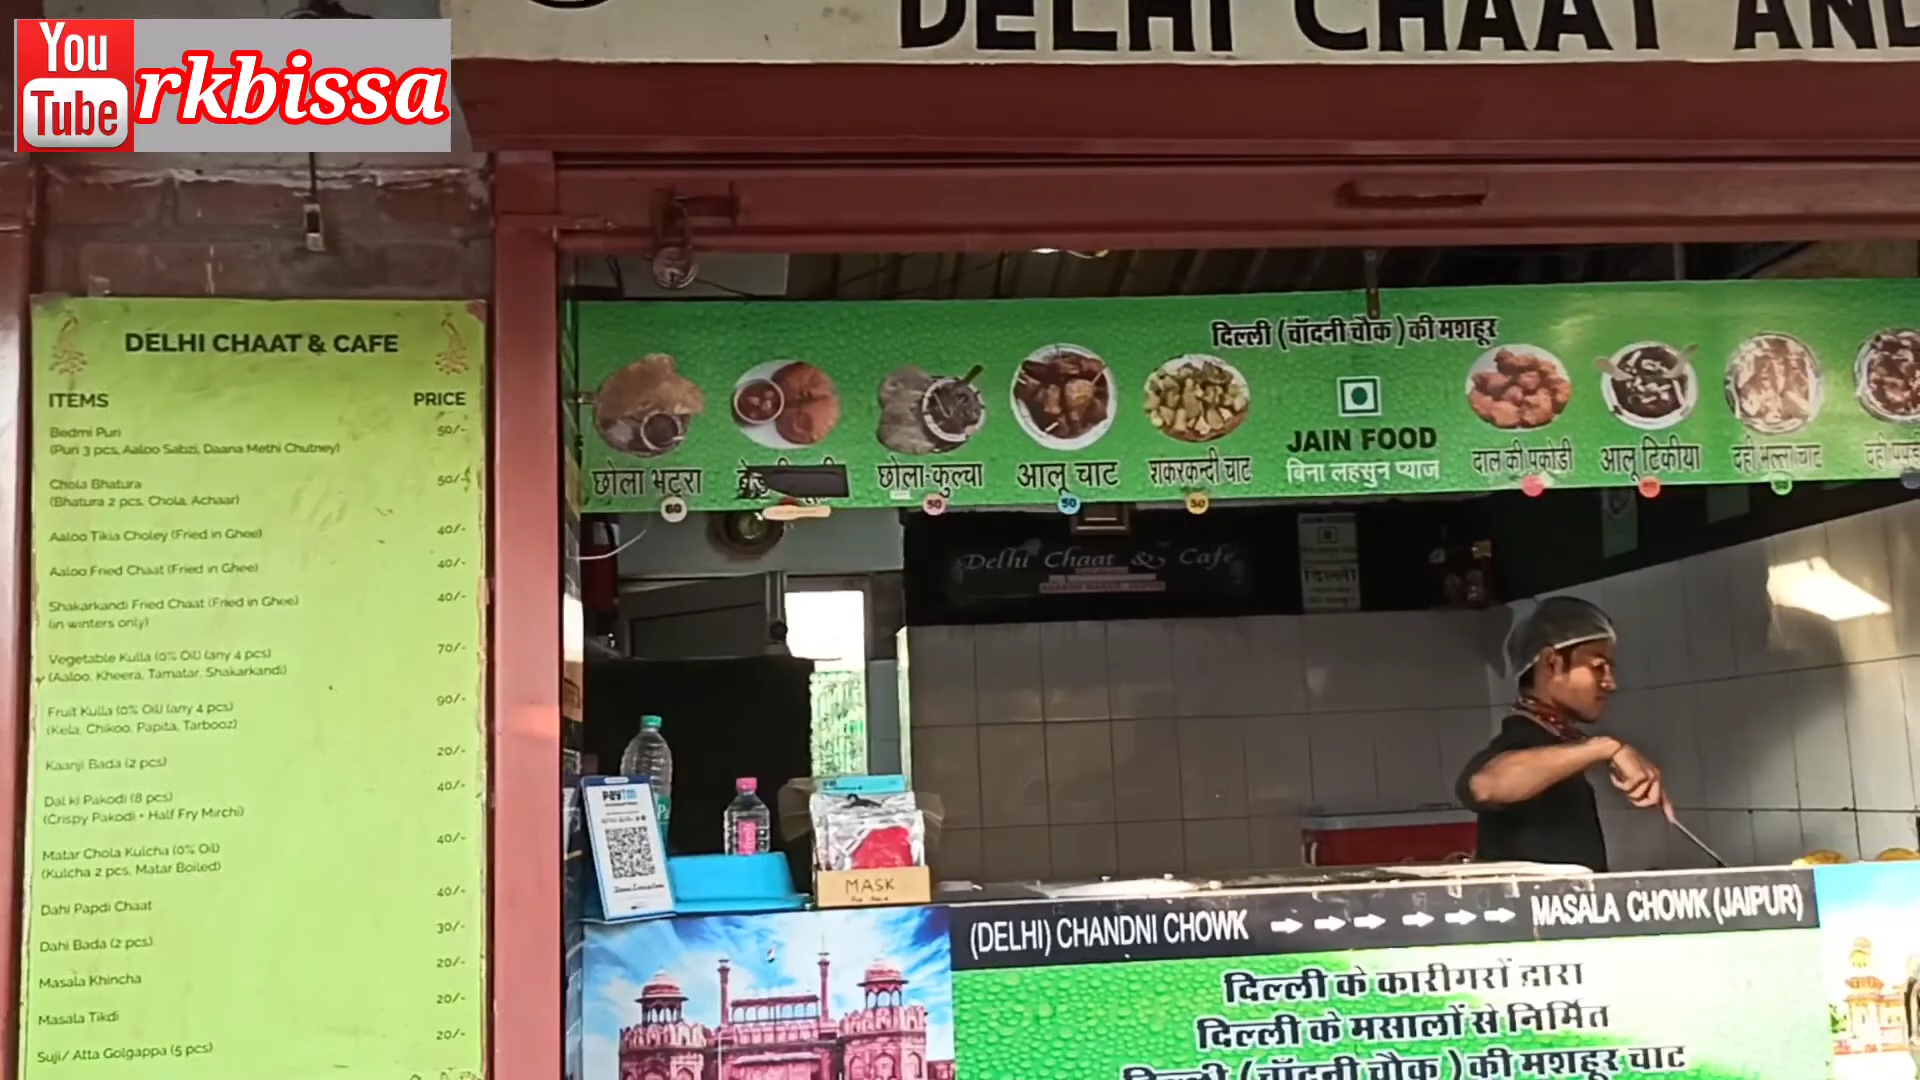 You
Tube
rkbissa
DELHI CHAAT AND
DELHI CHAAT & CAFE
ITEMS PRICE
Bedmi Puri 50/-
(Puri 3 pcs, Aaloo Sabzi, Daana Methi Chutney)
Chola Bhatura 50/-
(Bhatura 2 pcs, Chola, Achaar)
Aaloo Tikia Choley (Fried in Ghee) 40/-
Aaloo Fried Chaat (Fried in Ghee) 40/-
Shakarkandi Fried Chaat (Fried in Ghee) 40/-
(in winters only)
Vegetable Kulla (0% Oil) (any 4 pcs) 70/-
(Aaloo, Kheera, Tamatar, Shakarkandi)
Fruit Kulla (0% Oil) (any 4 pcs) 90/-
(Kela, Chikoo, Papita, Tarbooz)
Kaanji Bada (2 pcs) 20/-
Dal ki Pakodi (8 pcs) 40/-
(Crispy Pakodi + Half Fry Mirchi)
Matar Chola Kulcha (0% Oil) 40/-
(Kulcha 2 pcs, Matar Boiled)
Dahi Papdi Chaat 40/-
Dahi Bada (2 pcs) 30/-
Masala Khincha 20/-
Masala Tikdi 20/-
Suji/ Atta Golgappa (5 pcs) 20/-
दिल्ली (चाँदनी चौक) की मशहूर
छोला भटूरा
60
छोला-कुल्चा
50
आलू चाट
50
शकरकन्दी चाट
50
JAIN FOOD
बिना लहसुन प्याज
दाल की पकोडी
आलू टिकीया
दही भल्ला चाट
दही
Delhi Chaat & Cafe
JAIN FOOD
दिल्ली
paytm
MASK
(DELHI) CHANDNI CHOWK MASALA CHOWK (JAIPUR)
दिल्ली के कारीगरों द्वारा
दिल्ली के मसालों से निर्मित
दिल्ली (चाँदनी चौक) की मशहूर चाट